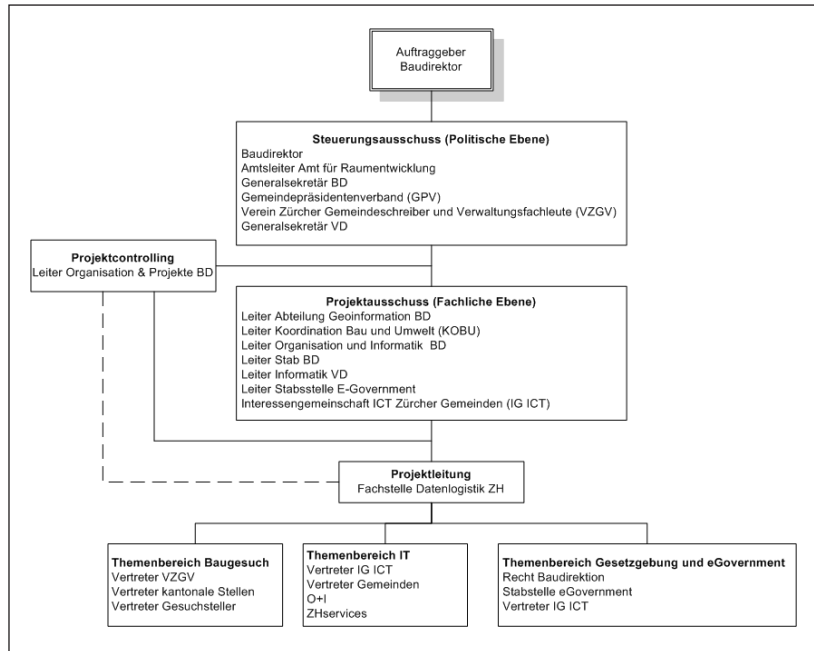 Auftraggeber
Baudirektor
Steuerungsausschuss (Politische Ebene)
Baudirektor
Amtsleiter Amt für Raumentwicklung
Generalsekretär BD
Gemeindepräsidentenverband (GPV)
Verein Zürcher Gemeindeschreiber und Verwaltungsfachleute (VZGV)
Generalsekretär VD
Projektcontrolling
Leiter Organisation & Projekte BD
Projektausschuss (Fachliche Ebene)
Leiter Abteilung Geoinformation BD
Leiter Koordination Bau und Umwelt (KOBU)
Leiter Organisation und Informatik BD
Leiter Stab BD
Leiter Informatik VD
Leiter Stabsstelle E-Government
Interessengemeinschaft ICT Zürcher Gemeinden (IG ICT)
Projektleitung
Fachstelle Datenlogistik ZH
Themenbereich Baugesuch
Vertreter VZGV
Vertreter kantonale Stellen
Vertreter Gesuchsteller
Themenbereich IT
Vertreter IG ICT
Vertreter Gemeinden
O+I
ZHservices
Themenbereich Gesetzgebung und eGovernment
Recht Baudirektion
Stabstelle eGovernment
Vertreter IG ICT